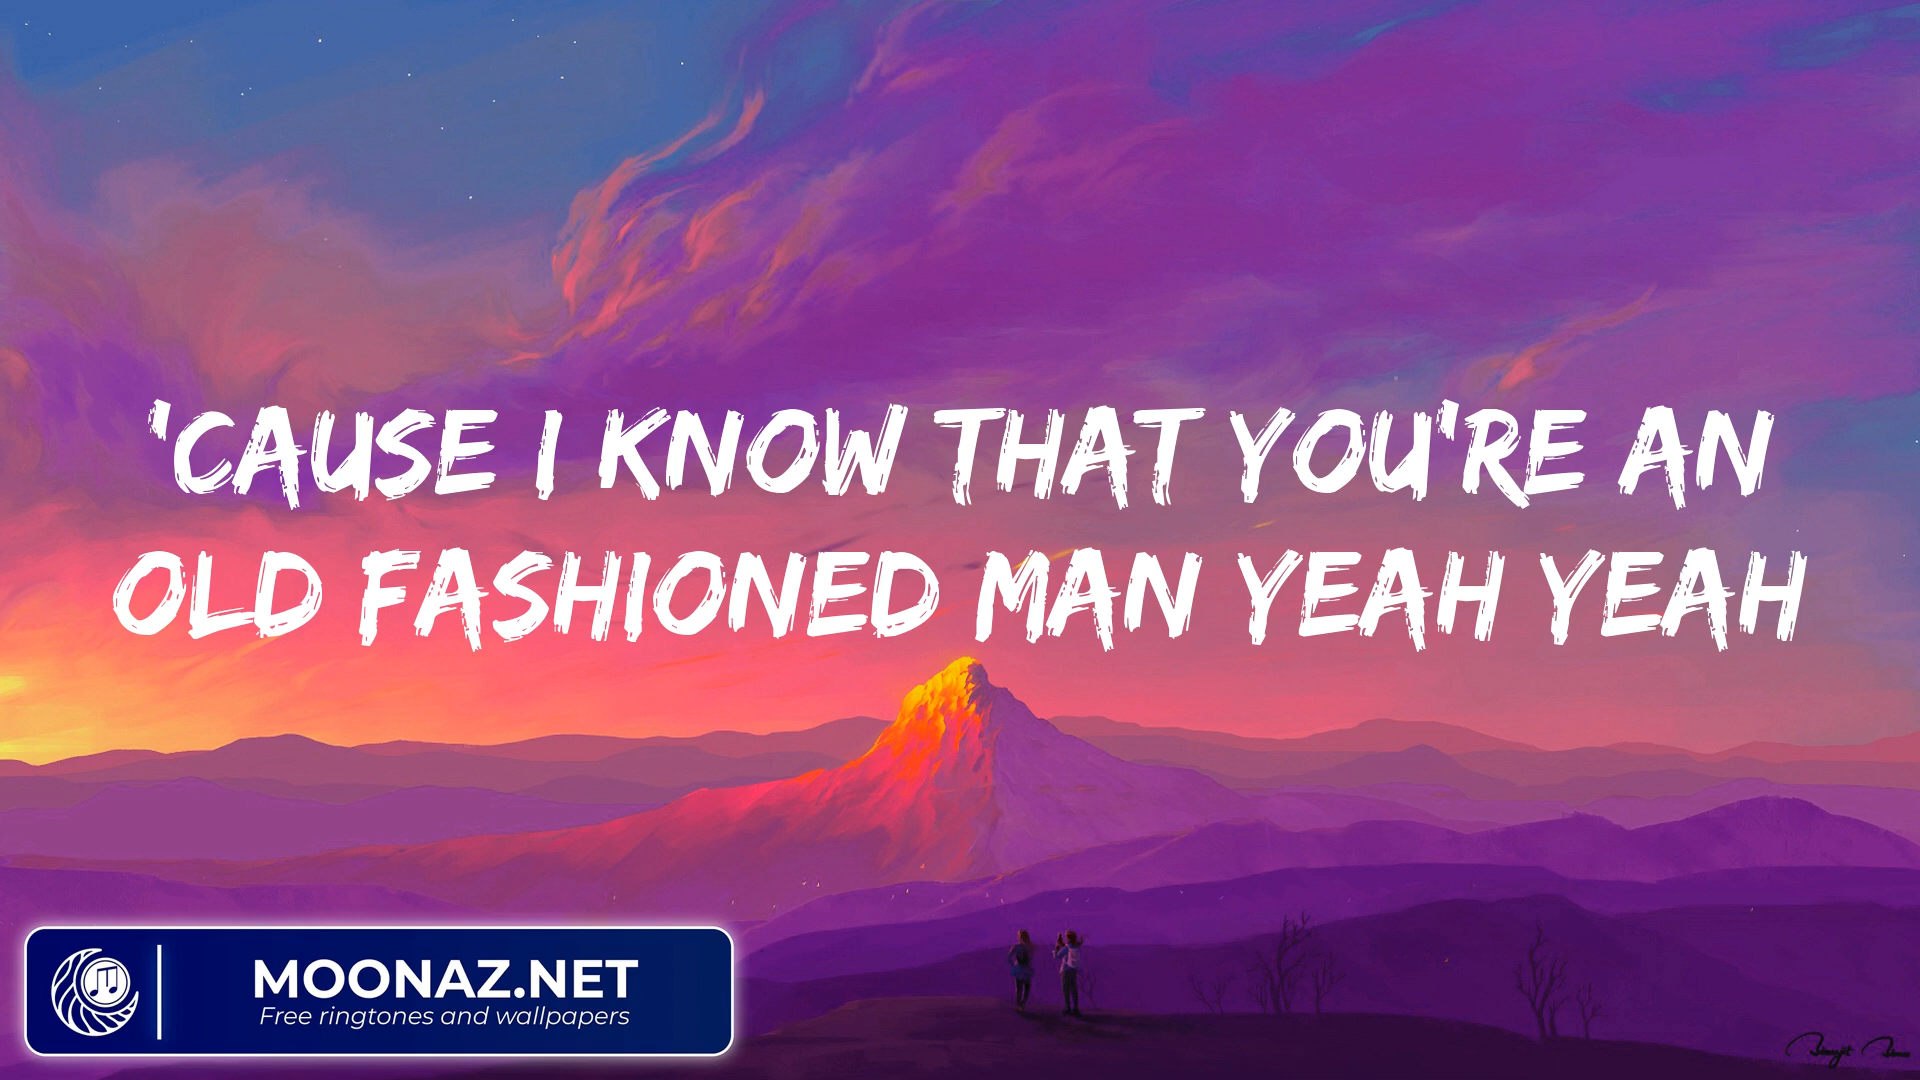 'CAUSE I KNOW THAT YOU'RE AN
OLD FASHIONED MAN YEAH YEAH
MOONAZ.NET
Free ringtones and wallpapers